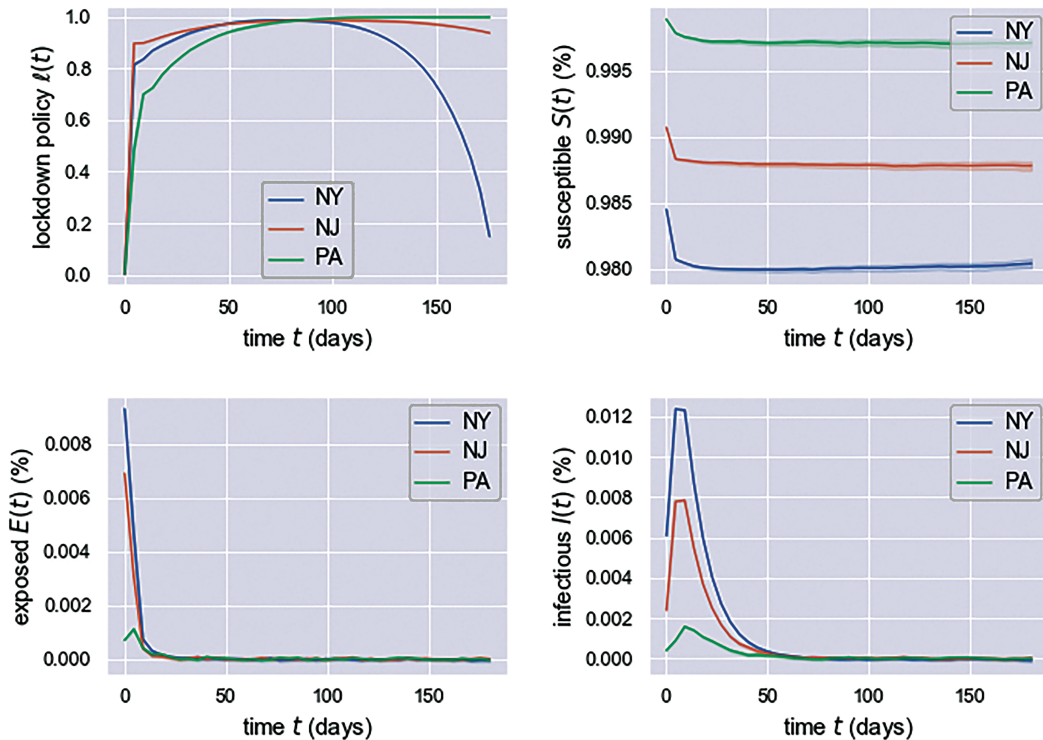 lockdown policy ℓ(t)
1.0
0.8
0.6
0.4
0.2
0.0
NY
NJ
PA
0
50
100
150
time t (days)
susceptible S(t) (%)
0.995
0.990
0.985
0.980
NY
NJ
PA
0
50
100
150
time t (days)
exposed E(t) (%)
0.008
0.006
0.004
0.002
0.000
NY
NJ
PA
0
50
100
150
time t (days)
infectious I(t) (%)
0.012
0.010
0.008
0.006
0.004
0.002
0.000
NY
NJ
PA
0
50
100
150
time t (days)